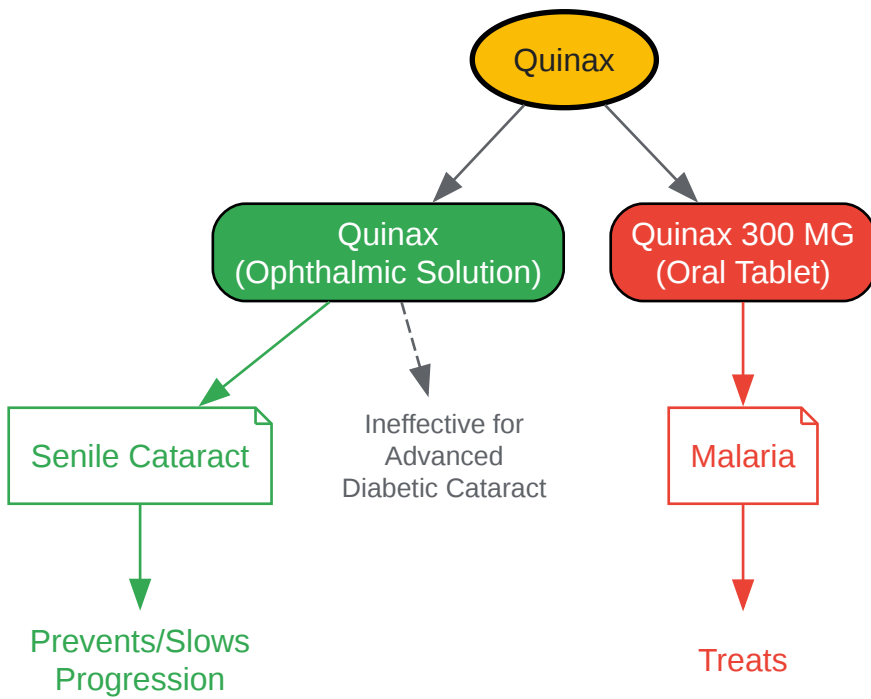 Quinax
Quinax
(Ophthalmic Solution)
Quinax 300 MG
(Oral Tablet)
Senile Cataract
Ineffective for
Advanced
Diabetic Cataract
Malaria
Prevents/Slows
Progression
Treats